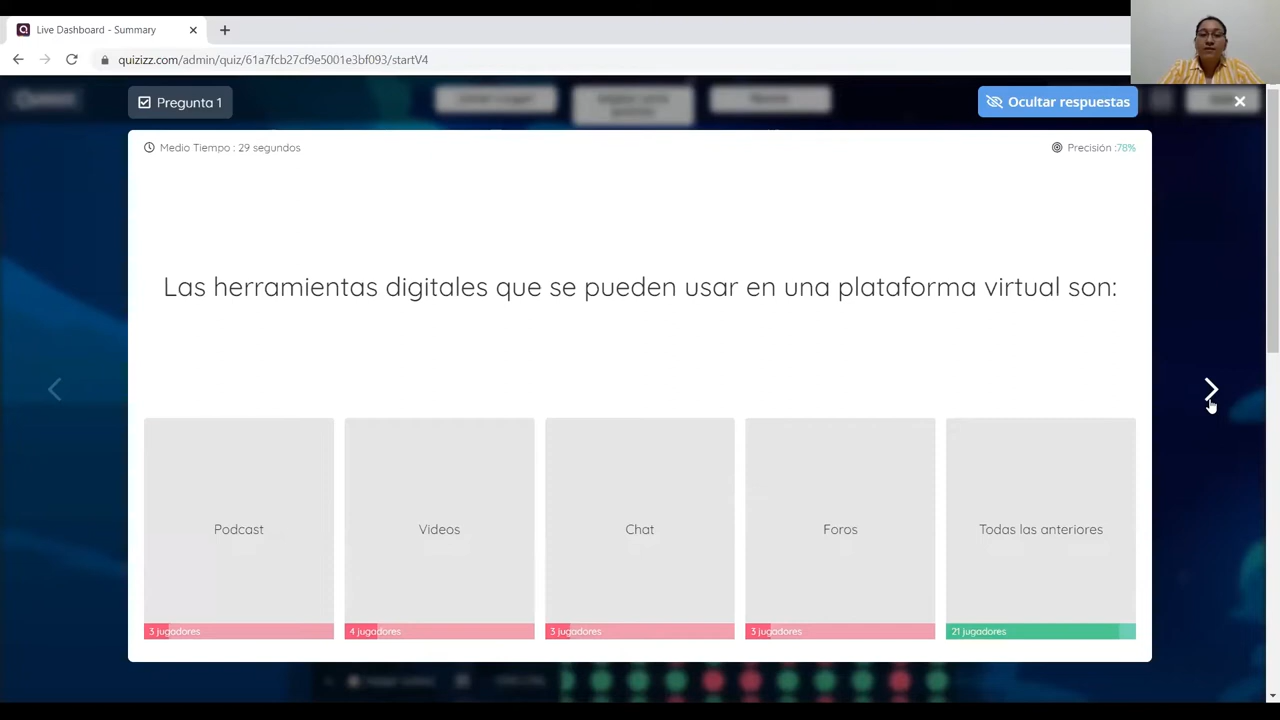 Live Dashboard - Summary
quizizz.com/admin/quiz/61a7fcb27cf9e5001e3bf093/startV4
Pregunta 1
Ocultar respuestas
Medio Tiempo : 29 segundos
Precisión :78%
Las herramientas digitales que se pueden usar en una plataforma virtual son:
Podcast
Videos
Chat
Foros
Todas las anteriores
3 jugadores
4 jugadores
3 jugadores
3 jugadores
21 jugadores